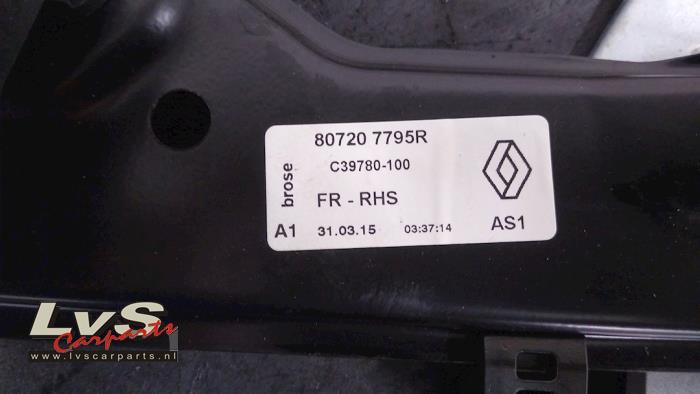 80720 7795R
brose
C39780-100
FR - RHS
A1 31.03.15 03:37:14 AS1
LvS
Carparts
www.lvscarparts.nl